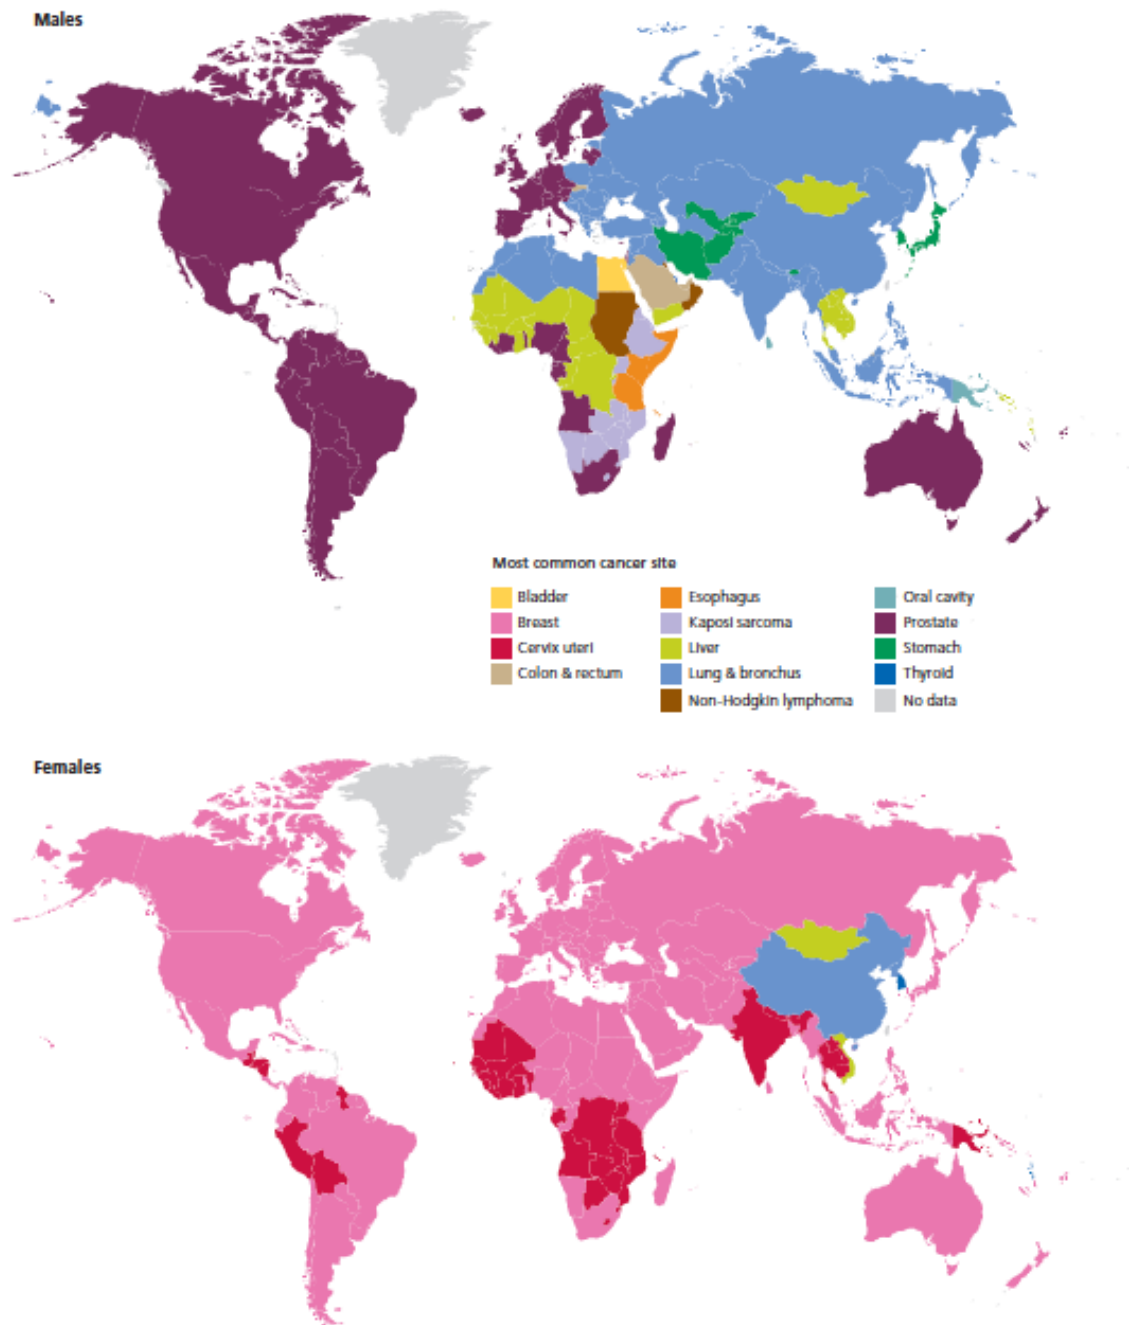 Males
Most common cancer site
Bladder
Breast
Cervix uteri
Colon & rectum
Esophagus
Kaposi sarcoma
Liver
Lung & bronchus
Non-Hodgkin lymphoma
Oral cavity
Prostate
Stomach
Thyroid
No data
Females